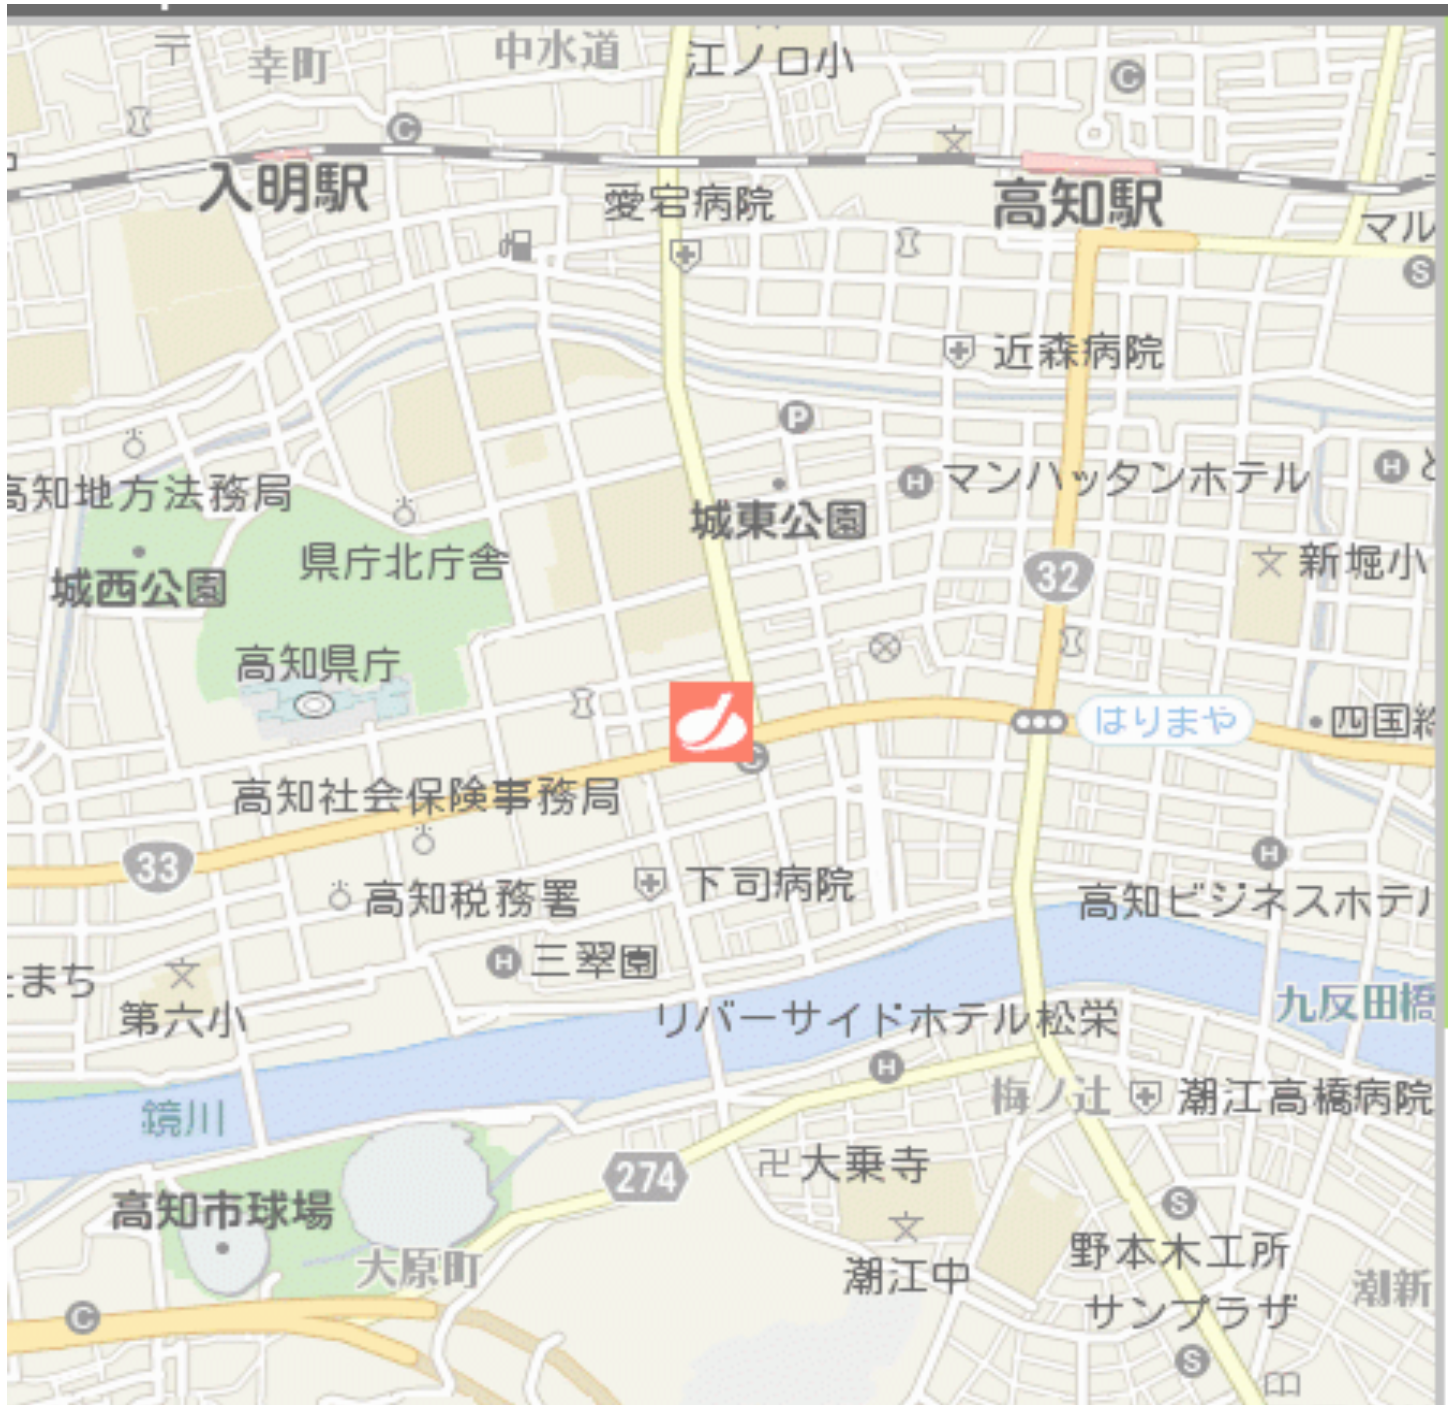 幸町
中水道
江ノ口小
C
C
入明駅
愛宕病院
高知駅
マル
S
近森病院
P
高知地方法務局
H マンハッタンホテル
H
城東公園
県庁北庁舎
城西公園
32
新堀小
高知県庁
はりまや
四国
C
高知社会保険事務局
33
H
高知税務署
下司病院
高知ビジネスホテル
H 三翠園
まち
第六小
リバーサイドホテル松栄
九反田橋
H
鏡川
梅ノ辻
潮江高橋病院
274
大乗寺
高知市球場
S
大原町
潮江中
野本木工所
潮新
サンプラザ
C
S